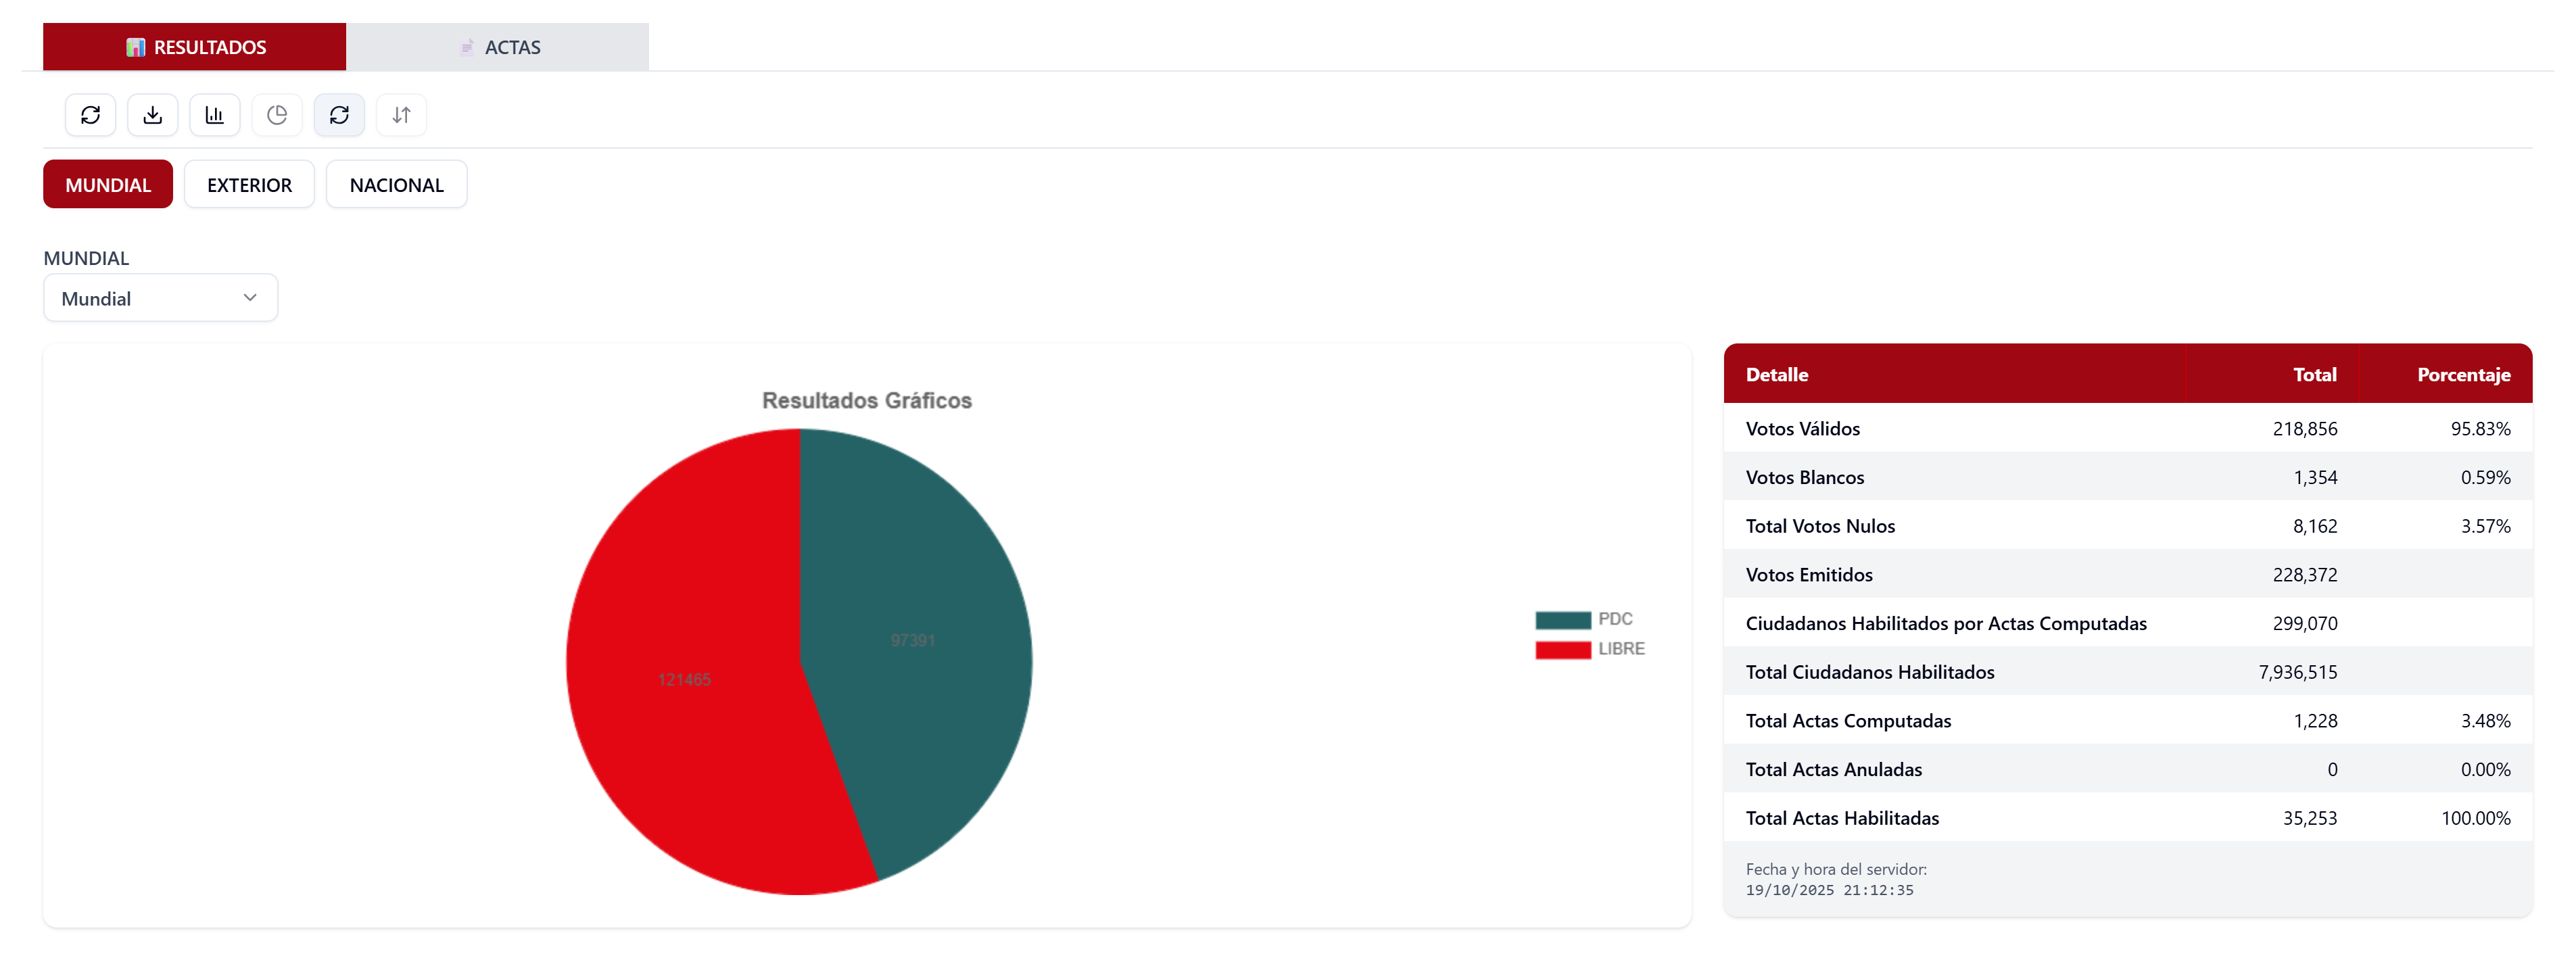 RESULTADOS ACTAS
MUNDIAL EXTERIOR NACIONAL
MUNDIAL
Mundial
Resultados Gráficos
97391
121465
PDC
LIBRE
Detalle Total Porcentaje
Votos Válidos 218,856 95.83%
Votos Blancos 1,354 0.59%
Total Votos Nulos 8,162 3.57%
Votos Emitidos 228,372
Ciudadanos Habilitados por Actas Computadas 299,070
Total Ciudadanos Habilitados 7,936,515
Total Actas Computadas 1,228 3.48%
Total Actas Anuladas 0 0.00%
Total Actas Habilitadas 35,253 100.00%
Fecha y hora del servidor:
19/10/2025 21:12:35